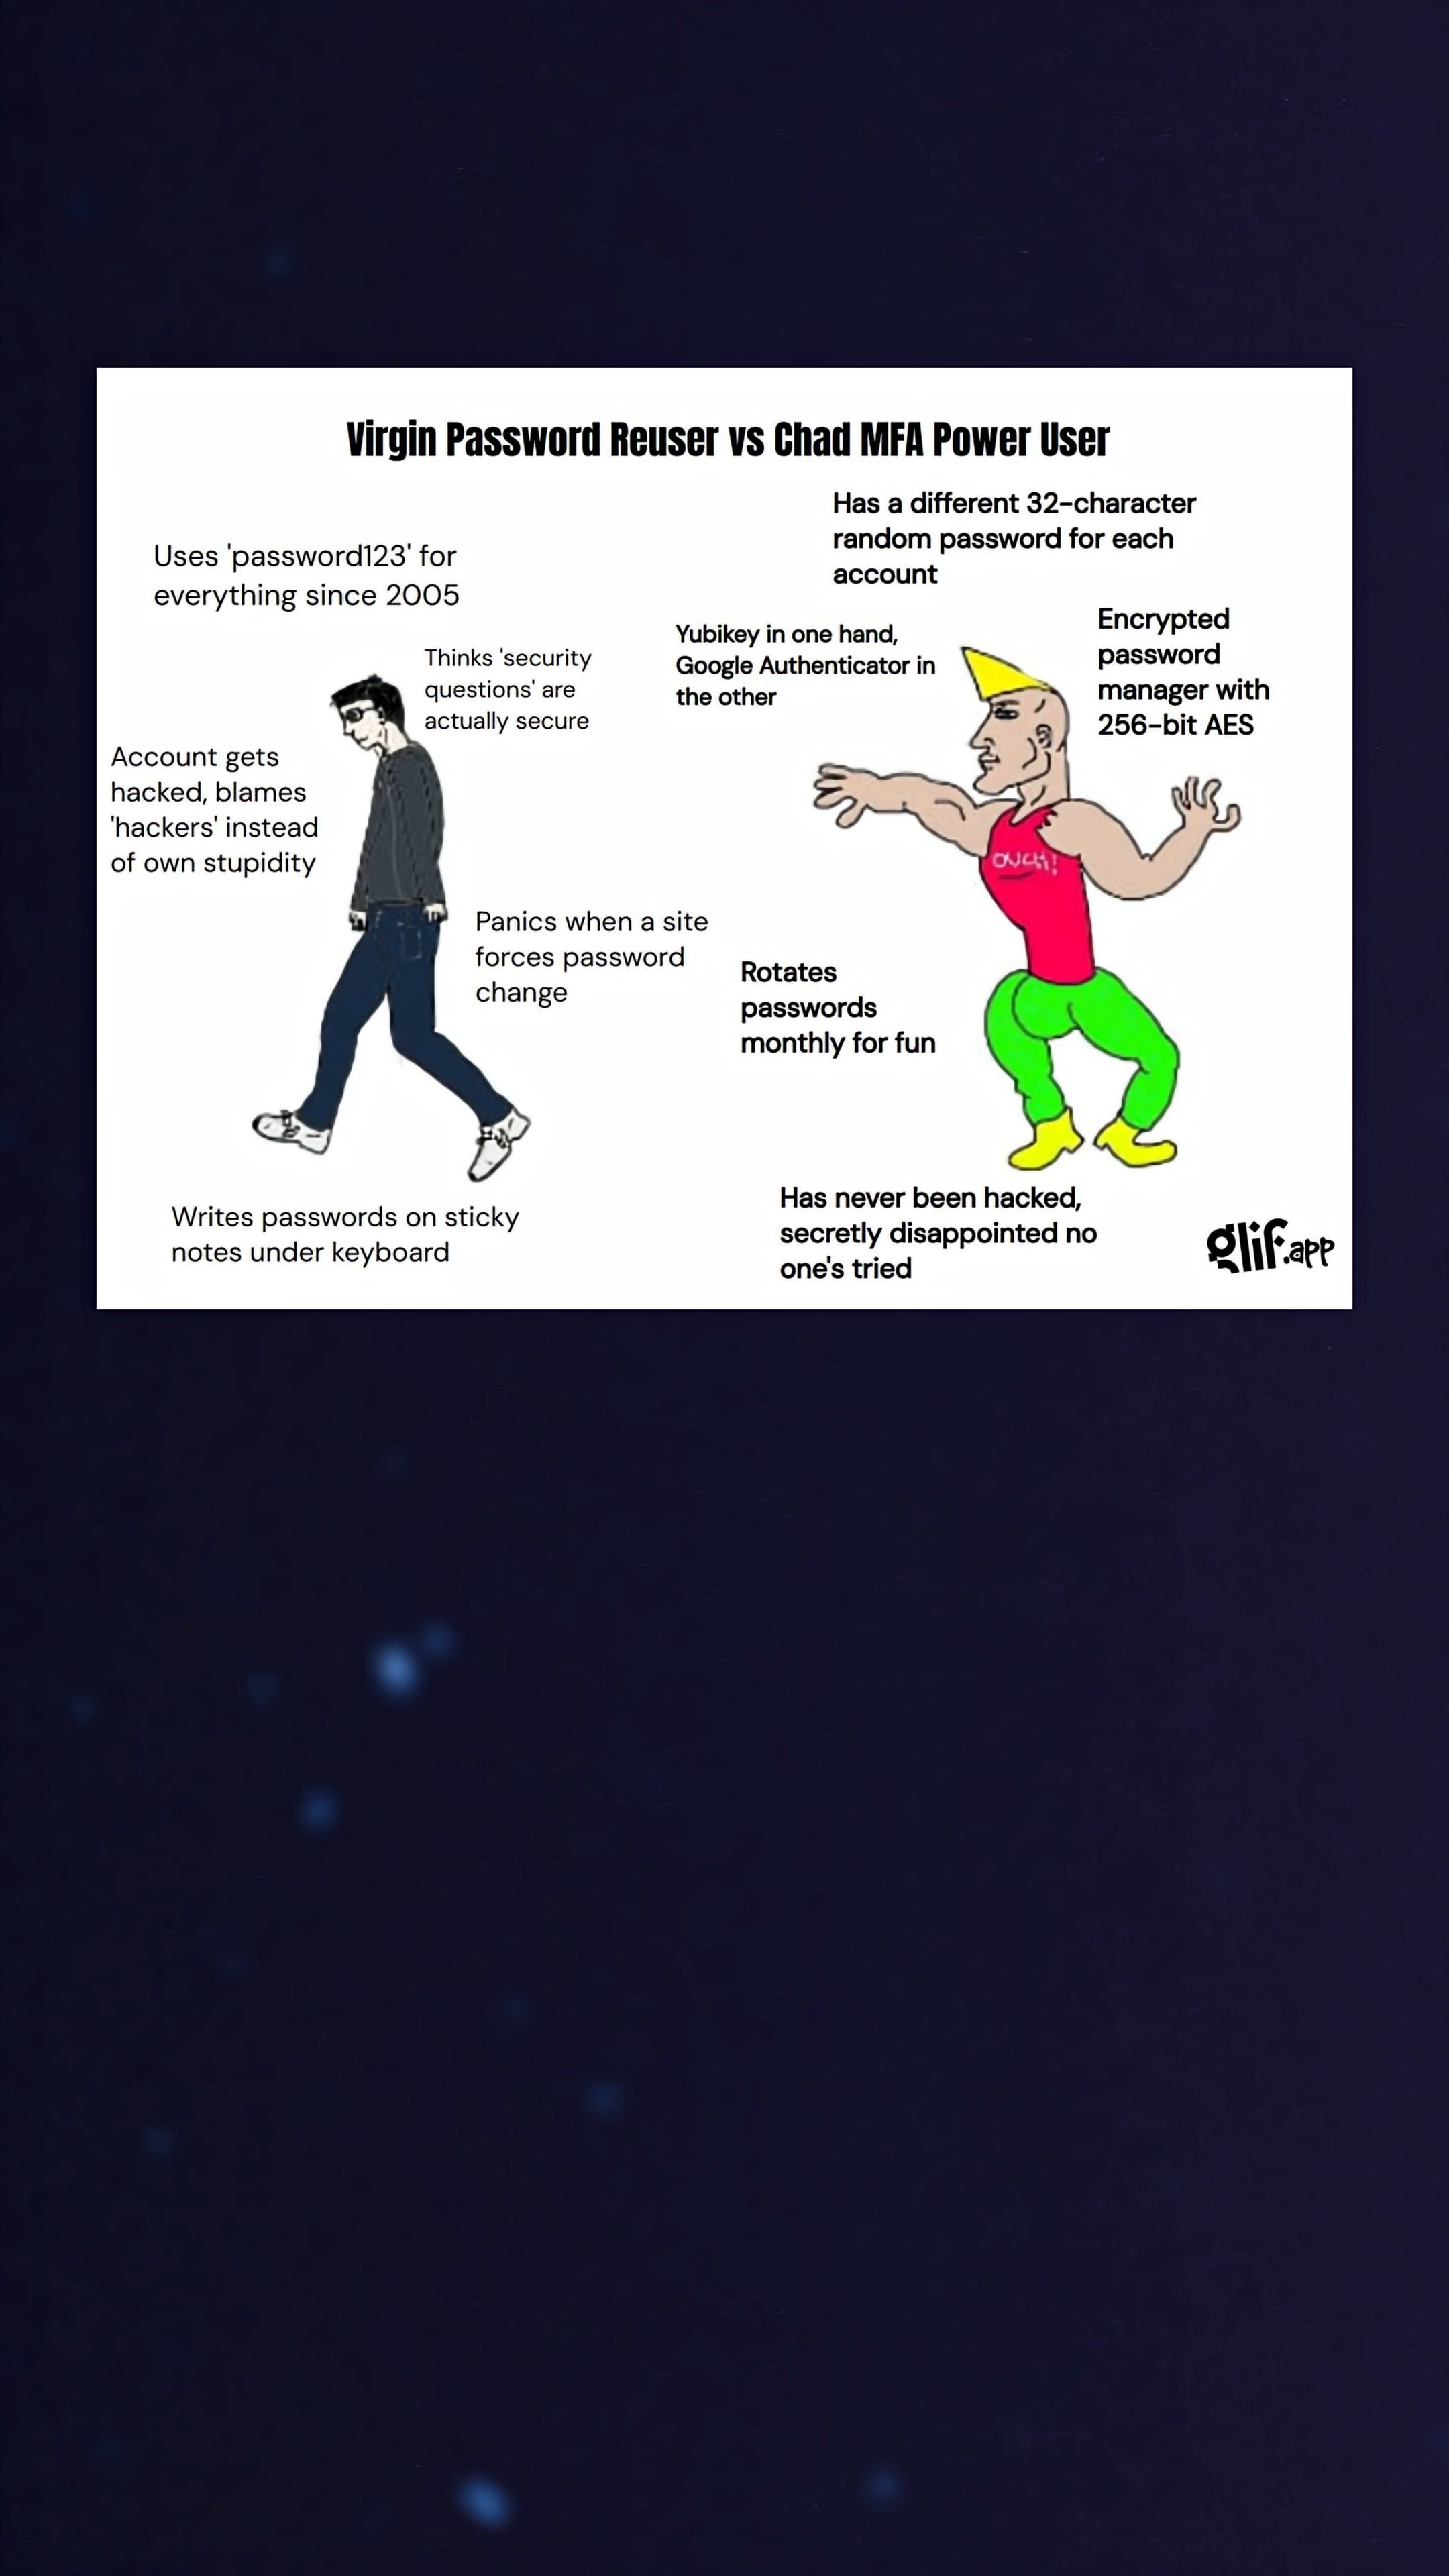 Virgin Password Reuser vs Chad MFA Power User
Uses 'password123' for
everything since 2005
Thinks 'security
questions' are
actually secure
Account gets
hacked, blames
'hackers' instead
of own stupidity
Panics when a site
forces password
change
Writes passwords on sticky
notes under keyboard
Has a different 32-character
random password for each
account
Yubikey in one hand,
Google Authenticator in
the other
Encrypted
password
manager with
256-bit AES
OUCH!
Rotates
passwords
monthly for fun
Has never been hacked,
secretly disappointed no
one's tried
glif.app